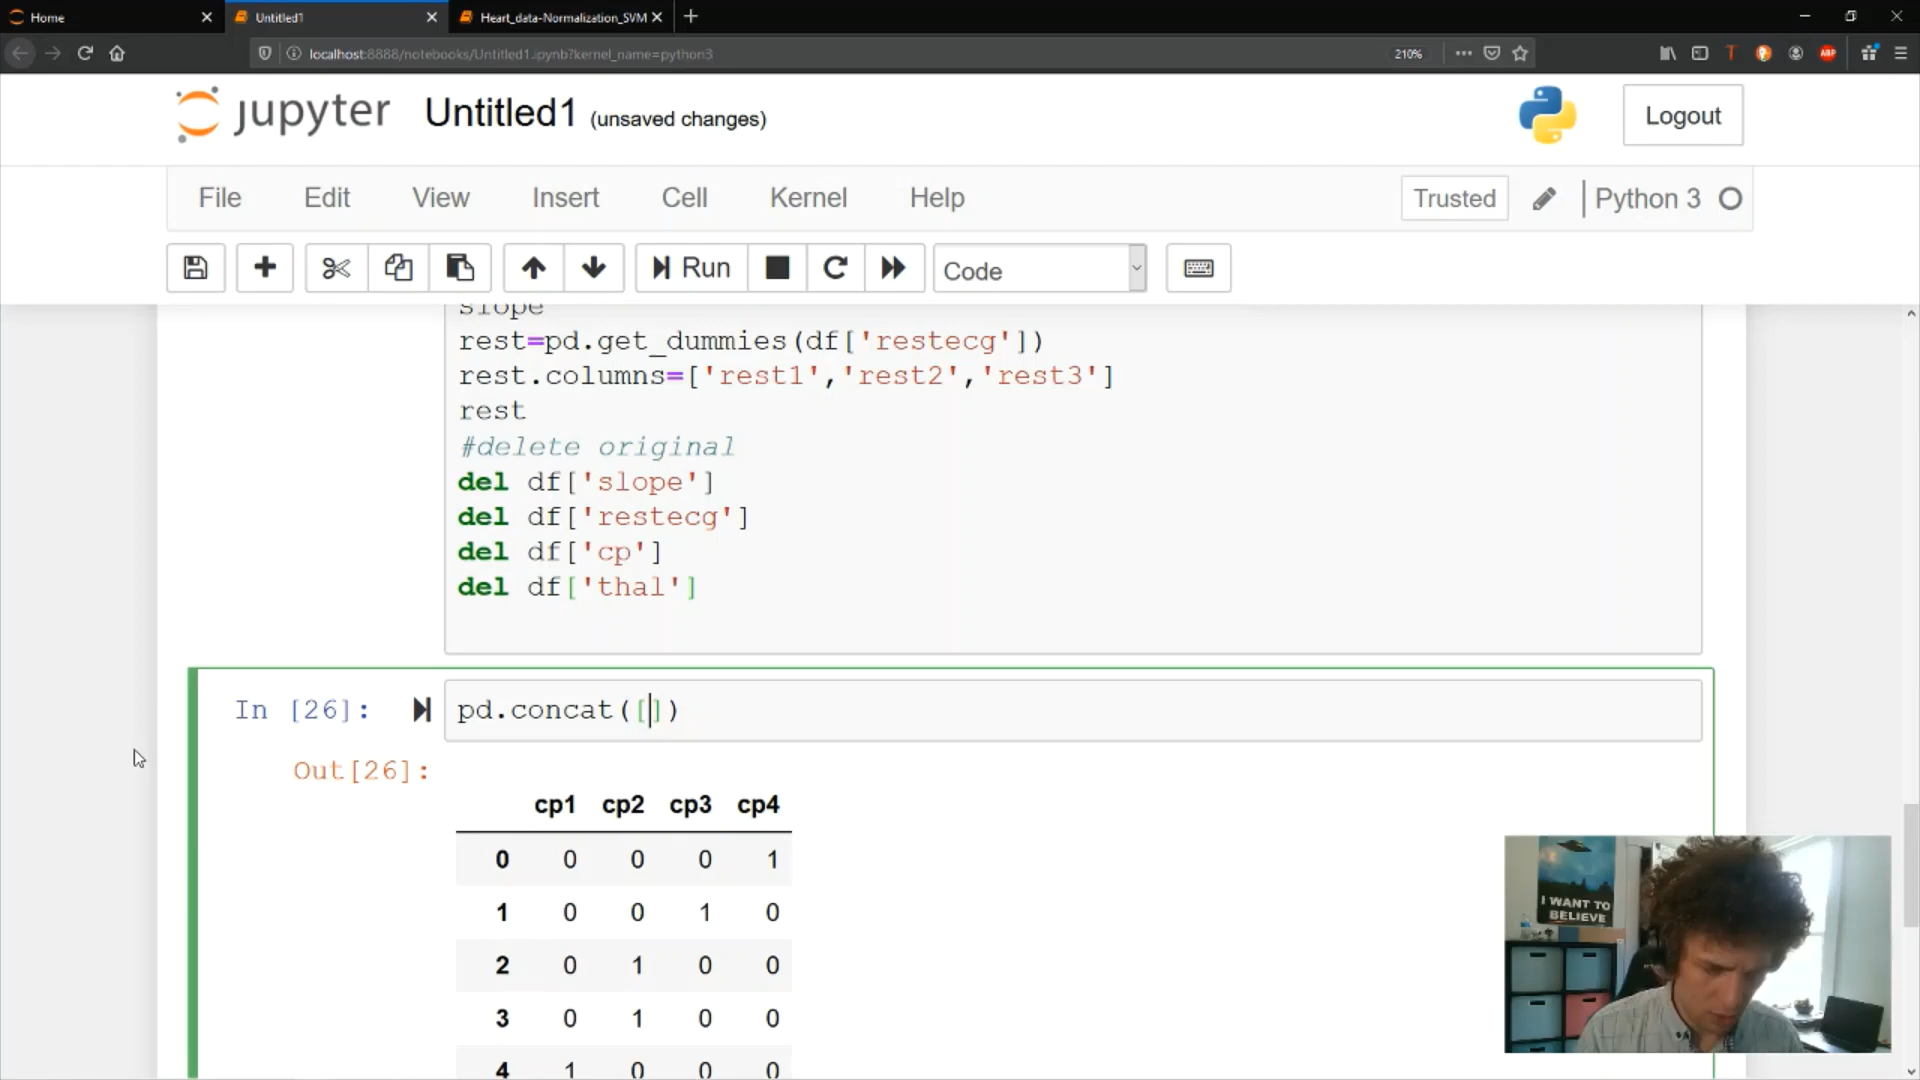 Home
Untitled1
Heart_data-Normalization_SVM
localhost:8888/notebooks/Untitled1.ipynb?kernel_name=python3
210%
ABP
jupyter Untitled1 (unsaved changes)
Logout
File Edit View Insert Cell Kernel Help
Trusted
Python 3
Run
Code
slope
rest=pd.get_dummies(df['restecg'])
rest.columns=['rest1','rest2','rest3']
rest
#delete original
del df['slope']
del df['restecg']
del df['cp']
del df['thal']
In [26]: pd.concat([])
Out[26]:
cp1 cp2 cp3 cp4
0 0 0 0 1
1 0 0 1 0
2 0 1 0 0
3 0 1 0 0
4 1 0 0 0
I WANT TO
BELIEVE